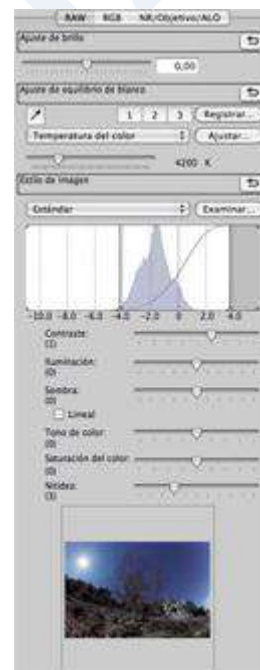 RAW RGB NR/Objetivo/ALO
Ajuste de brillo
0,00
Ajuste de equilibrio de blanco
1 2 3 Registrar...
Temperatura del color Ajustar...
4200 K
Estilo de imagen
Estándar Examinar...
-10.0 -8.0 -6.0 -4.0 -2.0 0 2.0 4.0
Contraste:
(1)
Iluminación:
(0)
Sombra:
(0)
Lineal
Tono de color:
(0)
Saturación del color:
(0)
Nitidez:
(3)